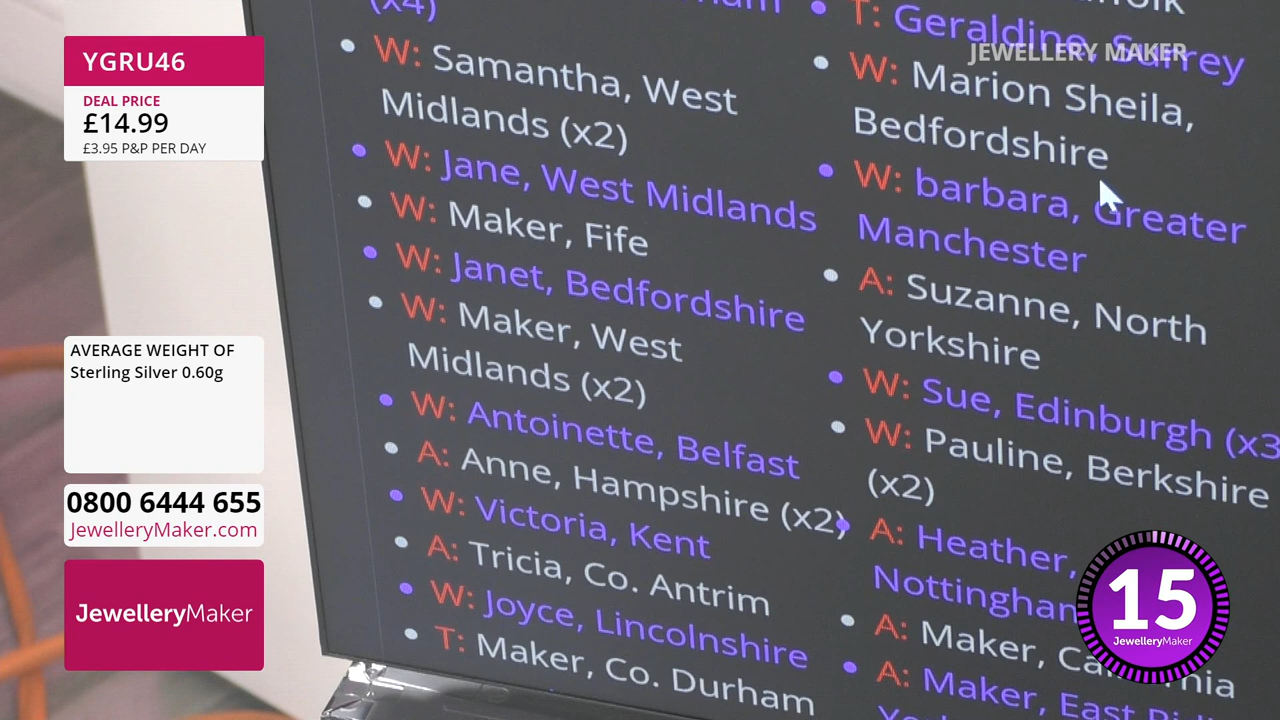 YGRU46
DEAL PRICE
£14.99
£3.95 P&P PER DAY
AVERAGE WEIGHT OF
Sterling Silver 0.60g
0800 6444 655
JewelleryMaker.com
JewelleryMaker
(x4)
W: Samantha, West
Midlands (x2)
W: Jane, West Midlands
W: Maker, Fife
W: Janet, Bedfordshire
W: Maker, West
Midlands (x2)
W: Antoinette, Belfast
A: Anne, Hampshire (x2)
W: Victoria, Kent
A: Tricia, Co. Antrim
W: Joyce, Lincolnshire
T: Maker, Co. Durham
T: Geraldine, Surrey
JEWELLERY MAKER
W: Marion Sheila,
Bedfordshire
W: barbara, Greater
Manchester
A: Suzanne, North
Yorkshire
W: Sue, Edinburgh (x3
W: Pauline, Berkshire
(x2)
A: Heather,
Nottingham
A: Maker,
A: Maker, East
15
JewelleryMaker